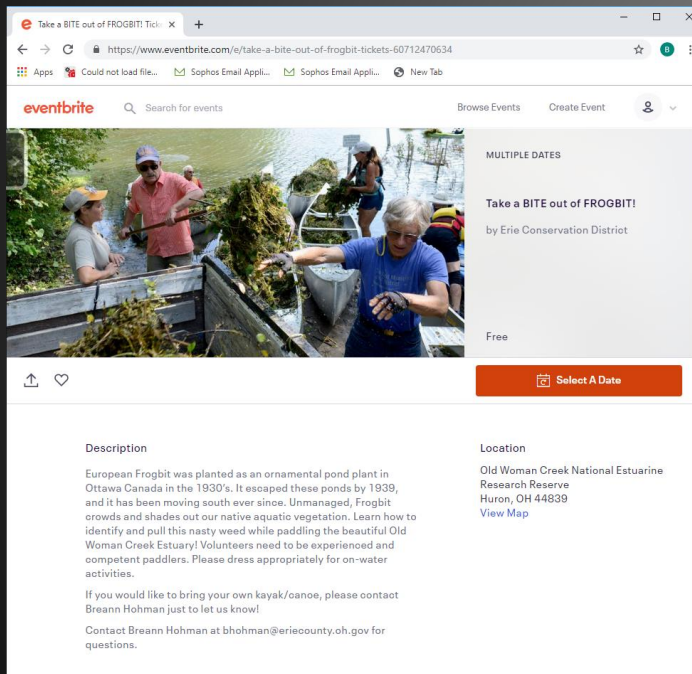 Take a BITE out of FROGBIT! Tick
https://www.eventbrite.com/e/take-a-bite-out-of-frogbit-tickets-60712470634
B
Apps Could not load file... Sophos Email Appli... Sophos Email Appli... New Tab
eventbrite Search for events Browse Events Create Event
MULTIPLE DATES
Take a BITE out of FROGBIT!
by Erie Conservation District
Free
Select A Date
Description
European Frogbit was planted as an ornamental pond plant in
Ottawa Canada in the 1930's. It escaped these ponds by 1939,
and it has been moving south ever since. Unmanaged, Frogbit
crowds and shades out our native aquatic vegetation. Learn how to
identify and pull this nasty weed while paddling the beautiful Old
Woman Creek Estuary! Volunteers need to be experienced and
competent paddlers. Please dress appropriately for on-water
activities.
If you would like to bring your own kayak/canoe, please contact
Breann Hohman just to let us know!
Contact Breann Hohman at bhohman@eriecounty.oh.gov for
questions.
Location
Old Woman Creek National Estuarine
Research Reserve
Huron, OH 44839
View Map